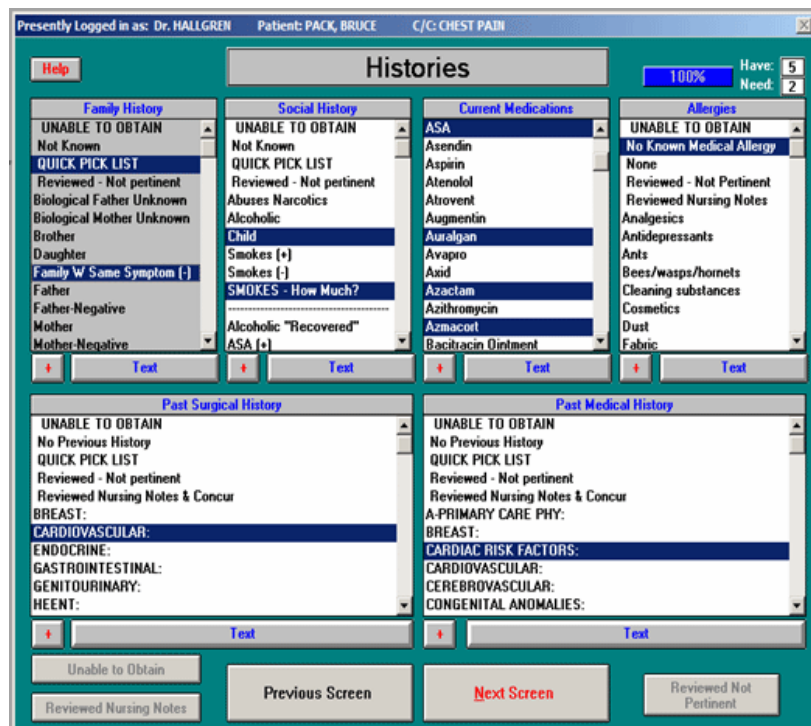 Presently Logged in as: Dr. HALLGREN Patient: PACK, BRUCE C/C: CHEST PAIN
Help
Histories
100%
Have: 5
Need: 2
Family History
UNABLE TO OBTAIN
Not Known
QUICK PICK LIST
Reviewed - Not pertinent
Biological Father Unknown
Biological Mother Unknown
Brother
Daughter
Family W Same Symptom (-)
Father
Father-Negative
Mother
Mother-Negative
+ Text
Social History
UNABLE TO OBTAIN
Not Known
QUICK PICK LIST
Reviewed - Not pertinent
Abuses Narcotics
Alcoholic
Child
Smokes (+)
Smokes (-)
SMOKES - How Much?
----------------------------------------
Alcoholic "Recovered"
ASA (+)
+ Text
Current Medications
ASA
Asendin
Aspirin
Atenolol
Atrovent
Augmentin
Auralgan
Avapro
Axid
Azactam
Azithromycin
Azmacort
Bacitracin Ointment
+ Text
Allergies
UNABLE TO OBTAIN
No Known Medical Allergy
None
Reviewed - Not Pertinent
Reviewed Nursing Notes
Analgesics
Antidepressants
Ants
Bees/wasps/hornets
Cleaning substances
Cosmetics
Dust
Fabric
+ Text
Past Surgical History
UNABLE TO OBTAIN
No Previous History
QUICK PICK LIST
Reviewed - Not pertinent
Reviewed Nursing Notes & Concur
BREAST:
CARDIOVASCULAR:
ENDOCRINE:
GASTROINTESTINAL:
GENITOURINARY:
HEENT:
+ Text
Past Medical History
UNABLE TO OBTAIN
No Previous History
QUICK PICK LIST
Reviewed - Not pertinent
Reviewed Nursing Notes & Concur
A-PRIMARY CARE PHY:
BREAST:
CARDIAC RISK FACTORS:
CARDIOVASCULAR:
CEREBROVASCULAR:
CONGENITAL ANOMALIES:
+ Text
Unable to Obtain
Reviewed Nursing Notes
Previous Screen
Next Screen
Reviewed Not
Pertinent